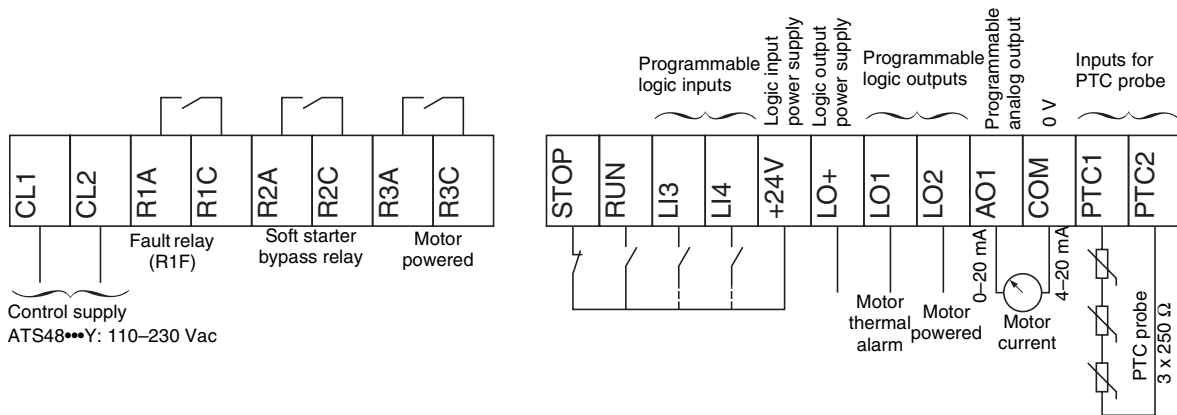 Programmable
logic inputs
Logic input
power supply
Logic output
power supply
Programmable
logic outputs
Programmable
analog output
0 V
Inputs for
PTC probe
CL1
CL2
R1A
R1C
R2A
R2C
R3A
R3C
STOP
RUN
LI3
LI4
+24V
LO+
LO1
LO2
AO1
COM
PTC1
PTC2
Fault relay
(R1F)
Soft starter
bypass relay
Motor
powered
Control supply
ATS48•••Y: 110–230 Vac
Motor
thermal
alarm
Motor
powered
0–20 mA
4–20 mA
Motor
current
PTC probe
3 x 250 Ω